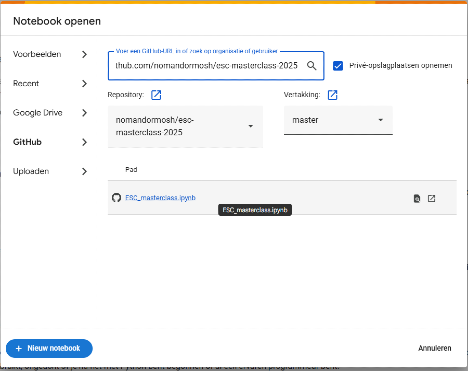 Notebook openen
Voorbeelden
Recent
Google Drive
GitHub
Uploaden
Voer een GitHub-URL in of zoek op organisatie of gebruiker
thub.com/nomandormosh/esc-masterclass-2025
Privé-opslagplaatsen opnemen
Repository:
Vertakking:
nomandormosh/esc-
masterclass-2025
master
Pad
ESC_masterclass.ipynb
ESC_masterclass.ipynb
+ Nieuw notebook
Annuleren